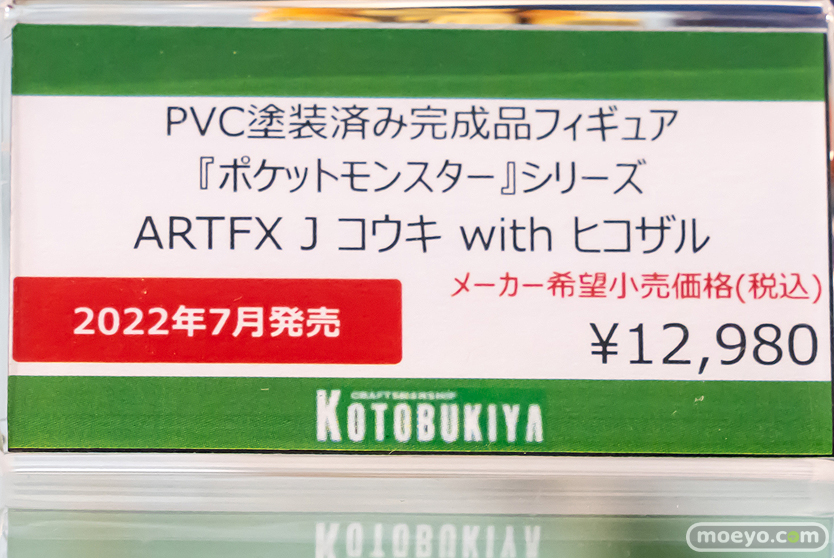 PVC塗装済み完成品フィギュア
『ポケットモンスター』シリーズ
ARTFX J コウキ with ヒコザル
メーカー希望小売価格(税込)
2022年7月発売
¥12,980
CRAFTSMANSHIP
KOTOBUKIYA
KOTOBUKIYA
moeyo.com